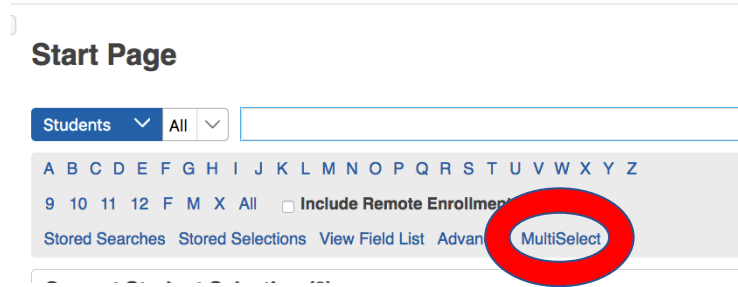 Start Page
Students All
A B C D E F G H I J K L M N O P Q R S T U V W X Y Z
9 10 11 12 F M X All Include Remote
Stored Searches Stored Selections View Field List MultiSelect